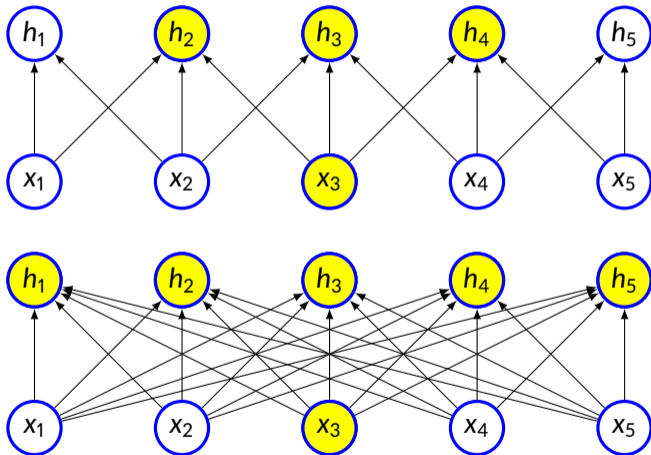 h₁ h₂ h₃ h₄ h₅
x₁ x₂ x₃ x₄ x₅
h₁ h₂ h₃ h₄ h₅
x₁ x₂ x₃ x₄ x₅